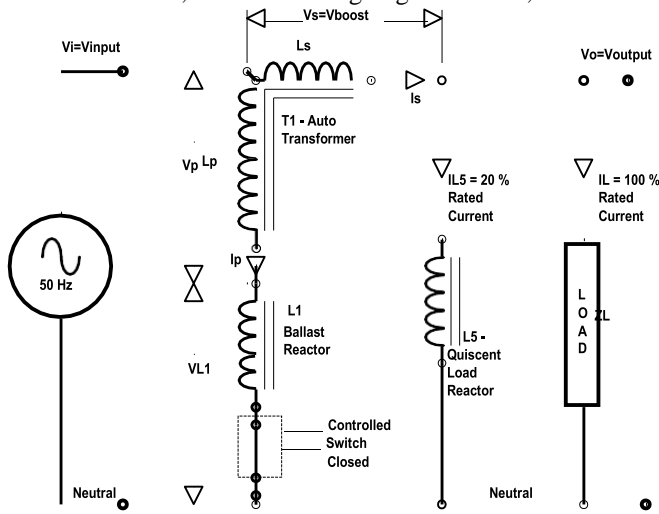 Vs=Vboost
Vi=Vinput
Ls
Vo=Voutput
Is
T1 - Auto
Transformer
Vp Lp
IL5 = 20 %
Rated
Current
IL = 100 %
Rated
Current
Ip
50 Hz
L1
Ballast
Reactor
L
O
A
D
ZL
L5 -
Quiscent
Load
Reactor
VL1
Controlled
Switch
Closed
Neutral
Neutral